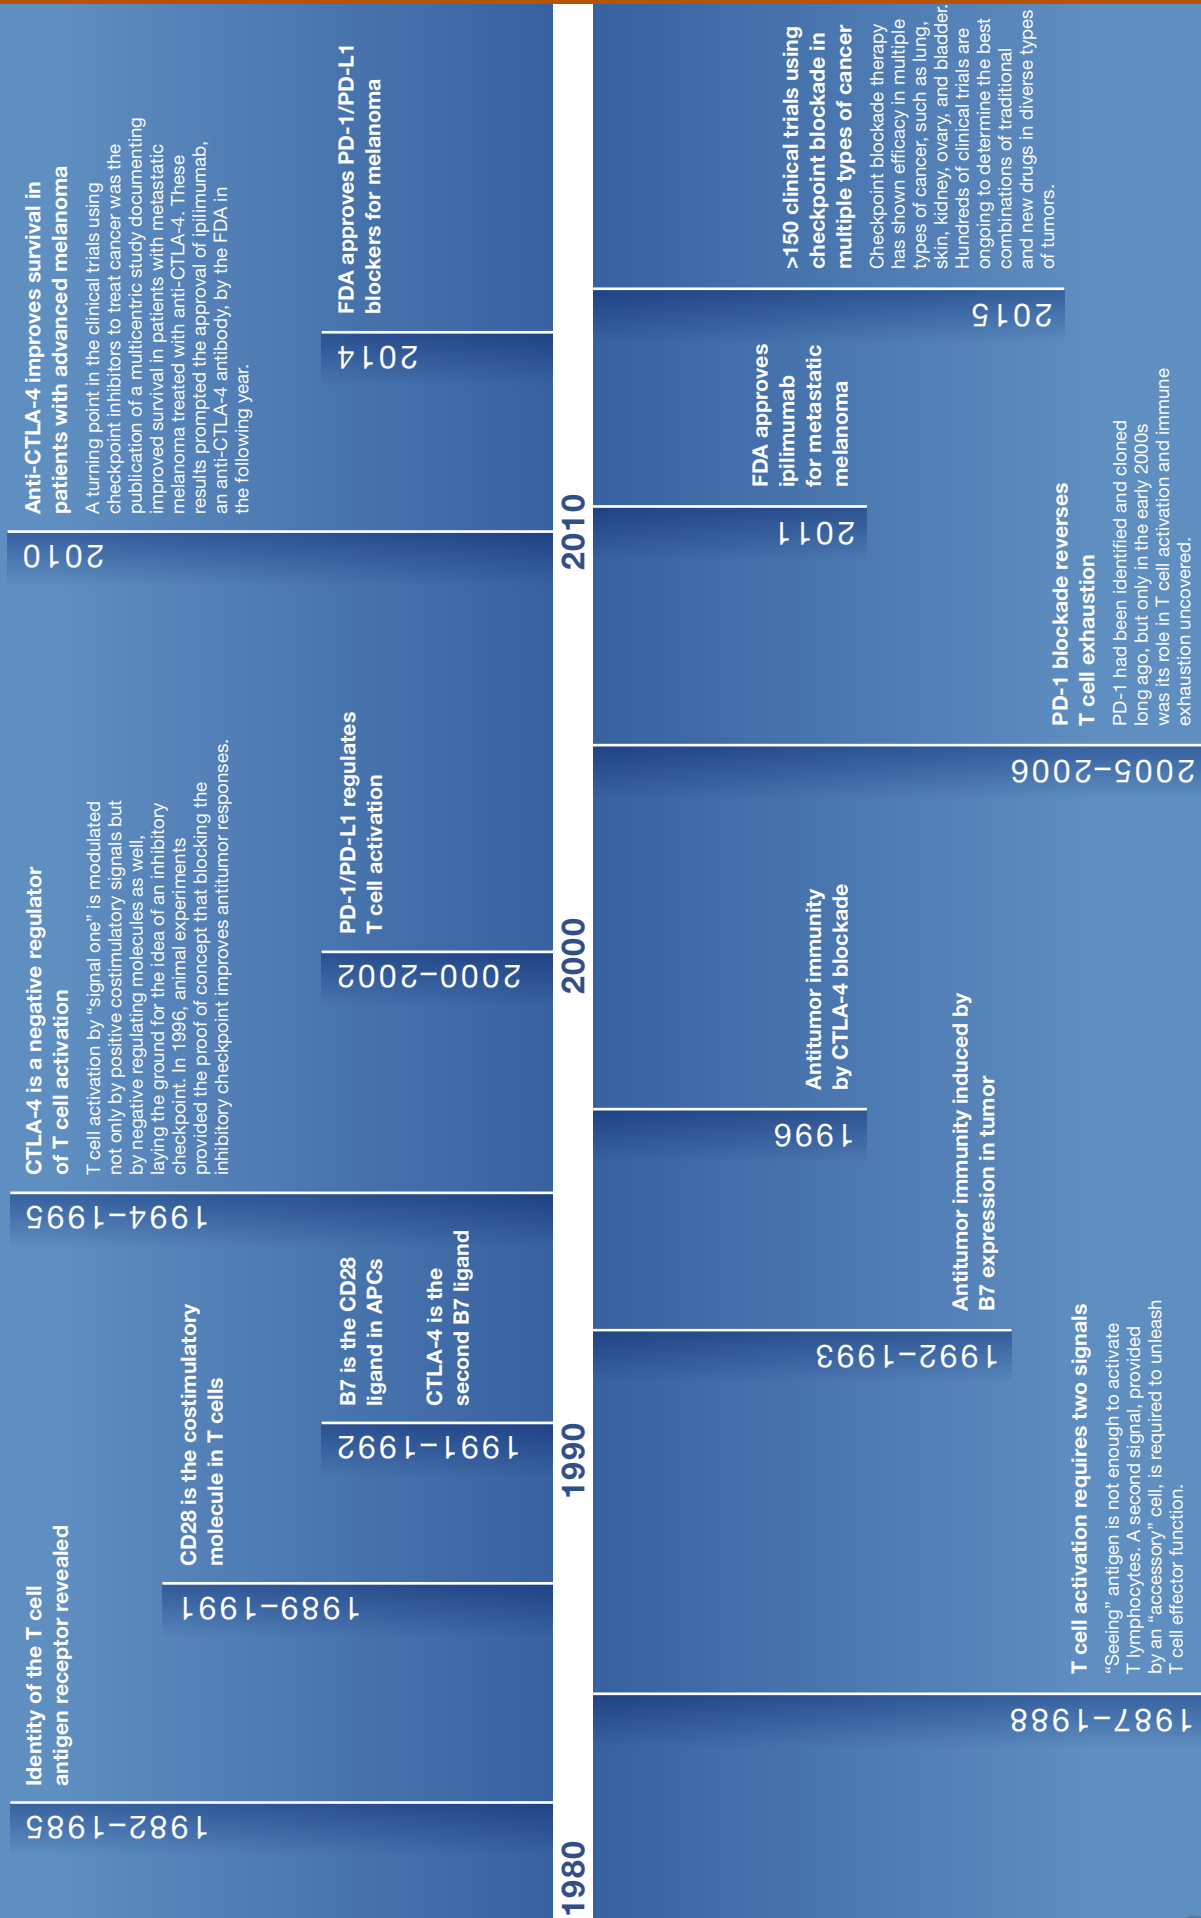 1982–1985
Identity of the T cell
antigen receptor revealed
1989–1991
CD28 is the costimulatory
molecule in T cells
1991–1992
B7 is the CD28
ligand in APCs
CTLA-4 is the
second B7 ligand
1994–1995
CTLA-4 is a negative regulator
of T cell activation
T cell activation by “signal one” is modulated
not only by positive costimulatory signals but
by negative regulating molecules as well,
laying the ground for the idea of an inhibitory
checkpoint. In 1996, animal experiments
provided the proof of concept that blocking the
inhibitory checkpoint improves antitumor responses.
2000–2002
PD-1/PD-L1 regulates
T cell activation
2010
Anti-CTLA-4 improves survival in
patients with advanced melanoma
A turning point in the clinical trials using
checkpoint inhibitors to treat cancer was the
publication of a multicentric study documenting
improved survival in patients with metastatic
melanoma treated with anti-CTLA-4. These
results prompted the approval of ipilimumab,
an anti-CTLA-4 antibody, by the FDA in
the following year.
2014
FDA approves PD-1/PD-L1
blockers for melanoma
1980
1990
2000
2010
1987–1988
T cell activation requires two signals
“Seeing” antigen is not enough to activate
T lymphocytes. A second signal, provided
by an “accessory” cell, is required to unleash
T cell effector function.
1992–1993
Antitumor immunity induced by
B7 expression in tumor
1996
Antitumor immunity
by CTLA-4 blockade
2005–2006
PD-1 blockade reverses
T cell exhaustion
PD-1 had been identified and cloned
long ago, but only in the early 2000s
was its role in T cell activation and immune
exhaustion uncovered.
2011
FDA approves
ipilimumab
for metastatic
melanoma
2015
>150 clinical trials using
checkpoint blockade in
multiple types of cancer
Checkpoint blockade therapy
has shown efficacy in multiple
types of cancer, such as lung,
skin, kidney, ovary, and bladder.
Hundreds of clinical trials are
ongoing to determine the best
combinations of traditional
and new drugs in diverse types
of tumors.